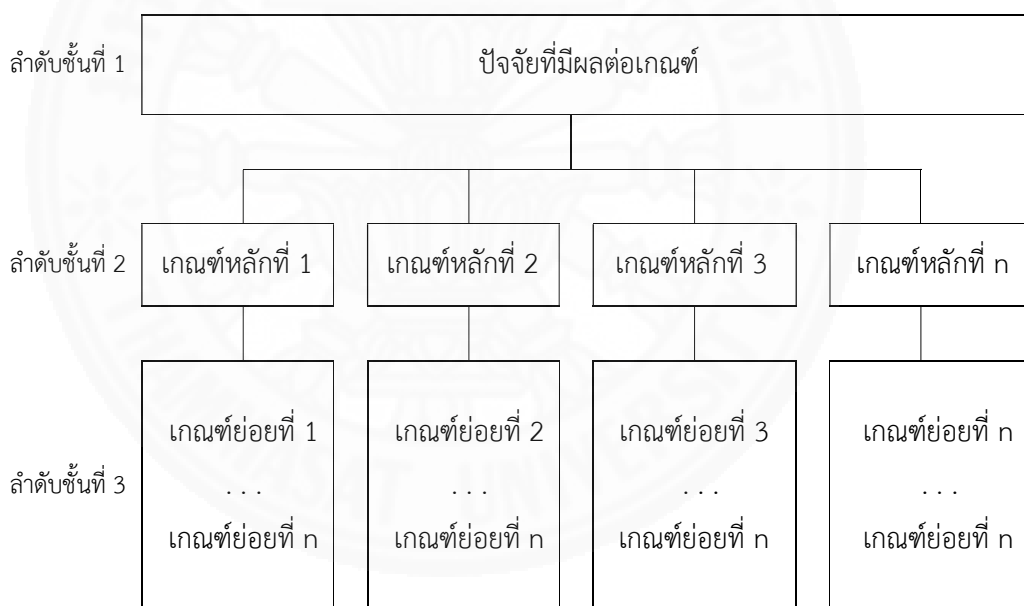 ลำดับชั้นที่ 1 ปัจจัยที่มีผลต่อเกณฑ์
ลำดับชั้นที่ 2 เกณฑ์หลักที่ 1 เกณฑ์หลักที่ 2 เกณฑ์หลักที่ 3 เกณฑ์หลักที่ n
เกณฑ์ย่อยที่ 1 เกณฑ์ย่อยที่ 2 เกณฑ์ย่อยที่ 3 เกณฑ์ย่อยที่ n
ลำดับชั้นที่ 3 . . . . . . . . . . . .
เกณฑ์ย่อยที่ n เกณฑ์ย่อยที่ n เกณฑ์ย่อยที่ n เกณฑ์ย่อยที่ n